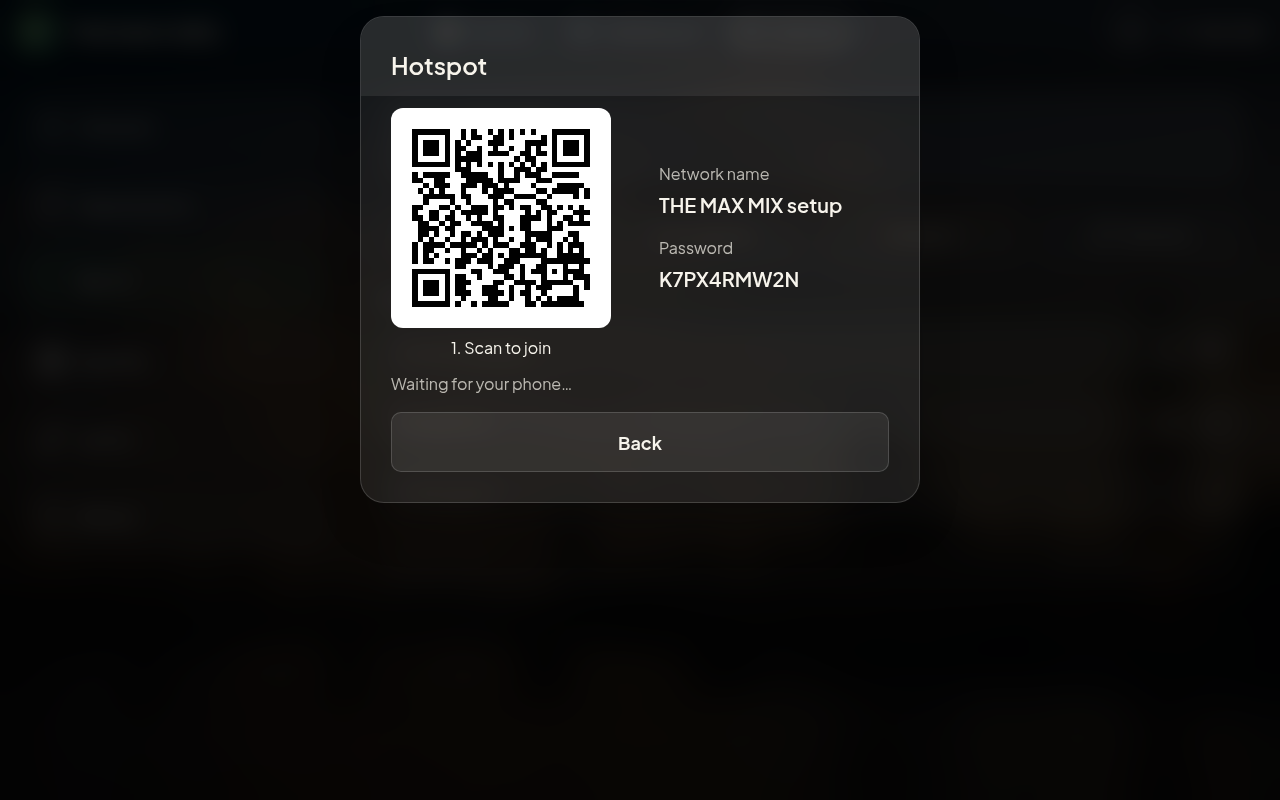 Hotspot
Network name
THE MAX MIX setup
Password
K7PX4RMW2N
1. Scan to join
Waiting for your phone…
Back